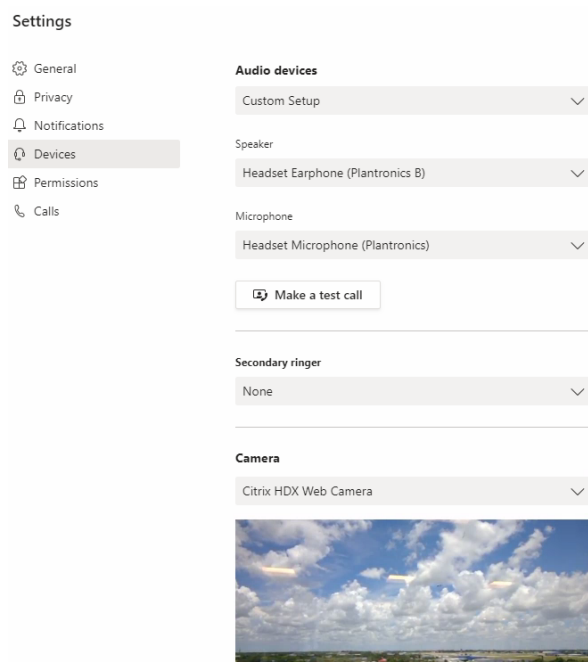 Settings
General
Privacy
Notifications
Devices
Permissions
Calls
Audio devices
Custom Setup
Speaker
Headset Earphone (Plantronics B)
Microphone
Headset Microphone (Plantronics)
Make a test call
Secondary ringer
None
Camera
Citrix HDX Web Camera